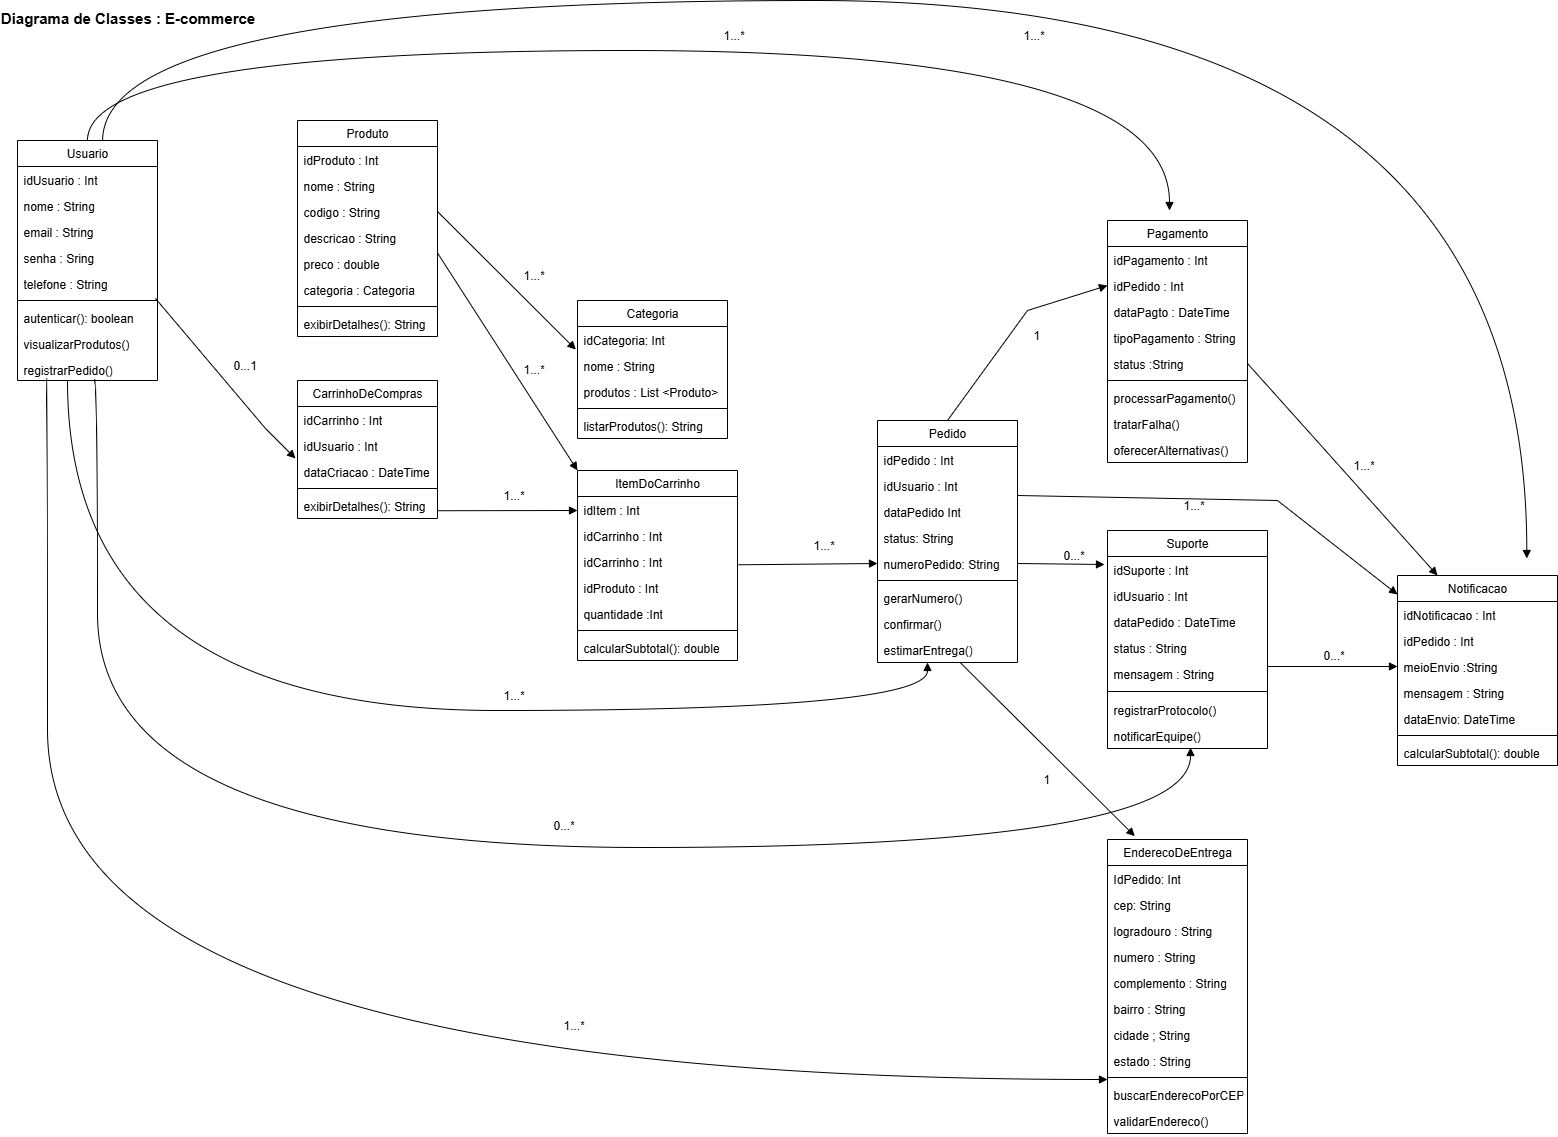 Diagrama de Classes : E-commerce
1...*
1...*
Usuario
idUsuario : Int
nome : String
email : String
senha : Sring
telefone : String
autenticar(): boolean
visualizarProdutos()
registrarPedido()
Produto
idProduto : Int
nome : String
codigo : String
descricao : String
preco : double
categoria : Categoria
exibirDetalhes(): String
1...*
1...*
0...1
CarrinhoDeCompras
idCarrinho : Int
idUsuario : Int
dataCriacao : DateTime
exibirDetalhes(): String
1...*
Categoria
idCategoria: Int
nome : String
produtos : List <Produto>
listarProdutos(): String
ItemDoCarrinho
idItem : Int
idCarrinho : Int
idCarrinho : Int
idProduto : Int
quantidade :Int
calcularSubtotal(): double
1...*
Pedido
idPedido : Int
idUsuario : Int
dataPedido Int
status: String
numeroPedido: String
gerarNumero()
confirmar()
estimarEntrega()
1
Pagamento
idPagamento : Int
idPedido : Int
dataPagto : DateTime
tipoPagamento : String
status :String
processarPagamento()
tratarFalha()
oferecerAlternativas()
1...*
1...*
0...*
Suporte
idSuporte : Int
idUsuario : Int
dataPedido : DateTime
status : String
mensagem : String
registrarProtocolo()
notificarEquipe()
0...*
Notificacao
idNotificacao : Int
idPedido : Int
meioEnvio :String
mensagem : String
dataEnvio: DateTime
calcularSubtotal(): double
1...*
1
0...*
EnderecoDeEntrega
IdPedido: Int
cep: String
logradouro : String
numero : String
complemento : String
bairro : String
cidade ; String
estado : String
buscarEnderecoPorCEP
validarEndereco()
1...*